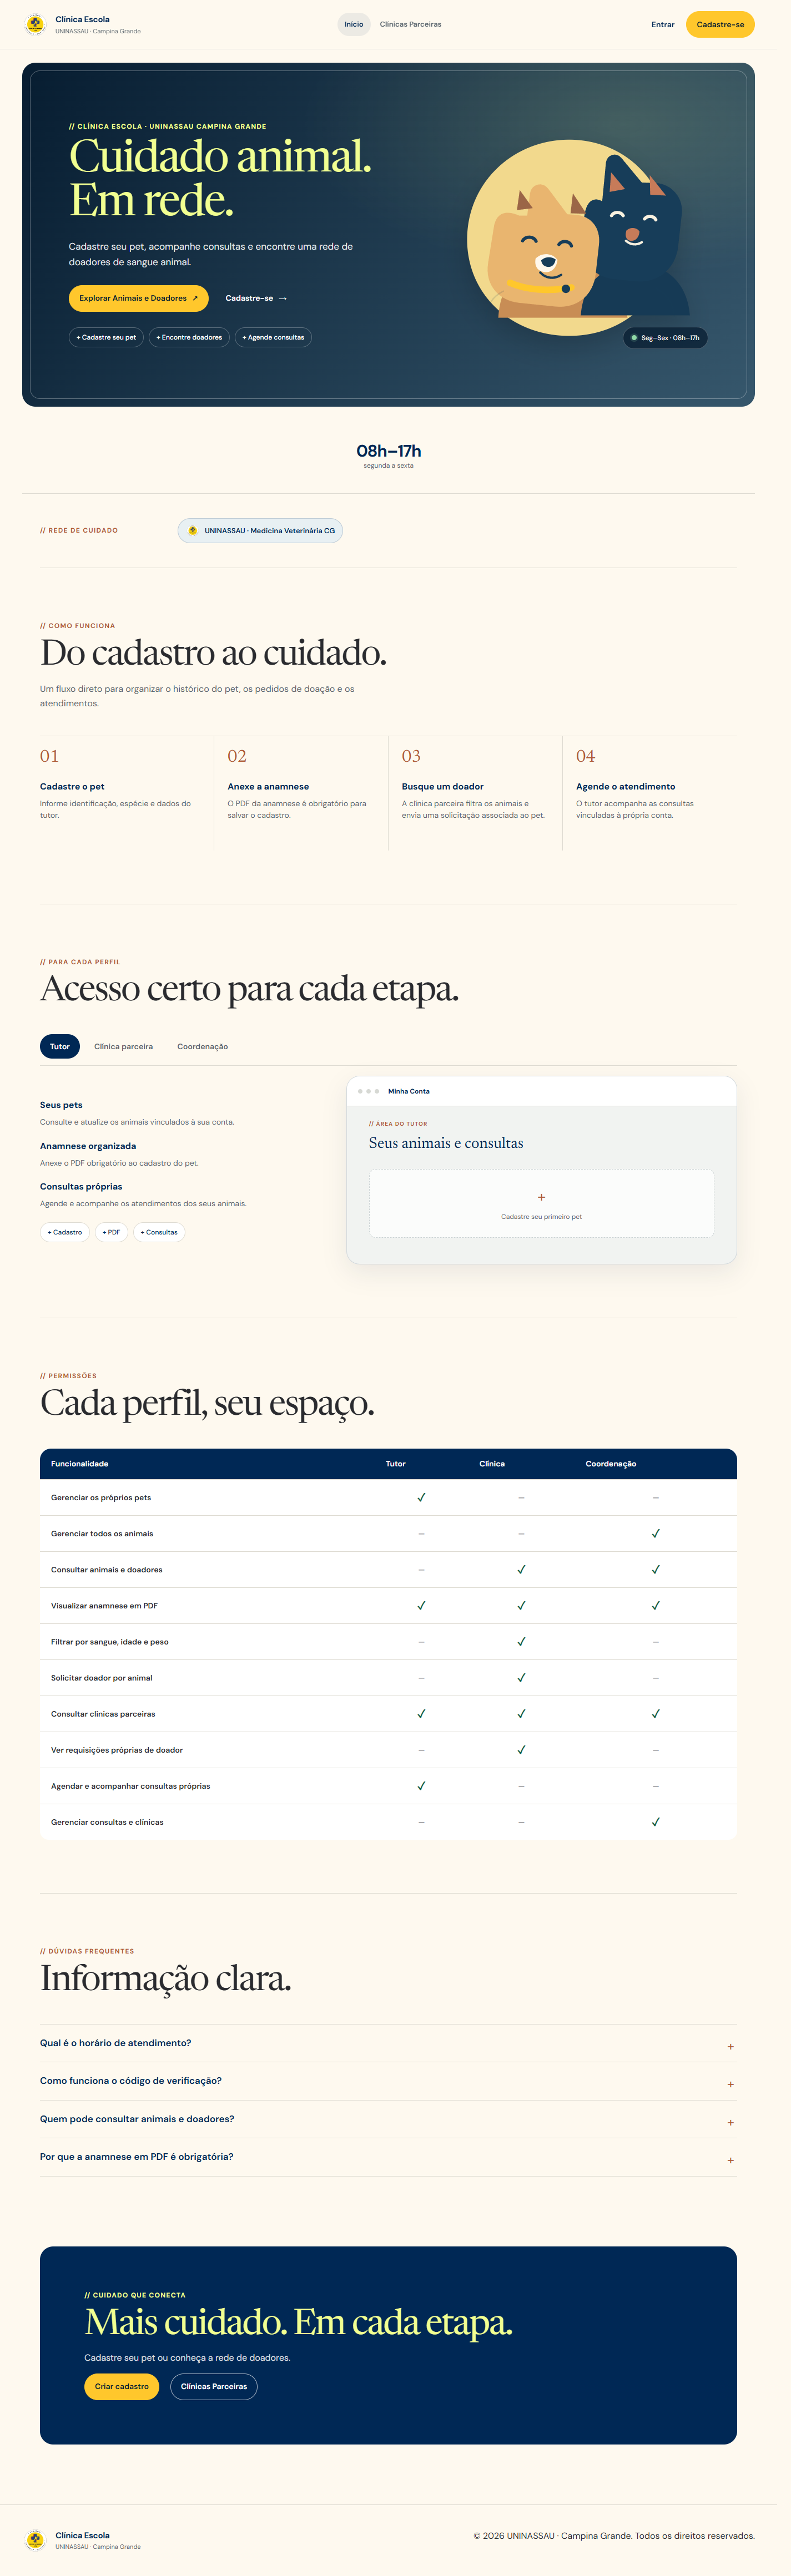 Clínica Escola
UNINASSAU · Campina Grande
Início
Clínicas Parceiras
Entrar
Cadastre-se
// CLÍNICA ESCOLA · UNINASSAU CAMPINA GRANDE
Cuidado animal.
Em rede.
Cadastre seu pet, acompanhe consultas e encontre uma rede de
doadores de sangue animal.
Explorar Animais e Doadores ↗
Cadastre-se →
+ Cadastre seu pet
+ Encontre doadores
+ Agende consultas
Seg–Sex · 08h–17h
08h–17h
segunda a sexta
// REDE DE CUIDADO
UNINASSAU · Medicina Veterinária CG
// COMO FUNCIONA
Do cadastro ao cuidado.
Um fluxo direto para organizar o histórico do pet, os pedidos de doação e os
atendimentos.
01
Cadastre o pet
Informe identificação, espécie e dados do
tutor.
02
Anexe a anamnese
O PDF da anamnese é obrigatório para
salvar o cadastro.
03
Busque um doador
A clínica parceira filtra os animais e
envia uma solicitação associada ao pet.
04
Agende o atendimento
O tutor acompanha as consultas
vinculadas à própria conta.
// PARA CADA PERFIL
Acesso certo para cada etapa.
Tutor
Clínica parceira
Coordenação
Seus pets
Consulte e atualize os animais vinculados à sua conta.
Anamnese organizada
Anexe o PDF obrigatório ao cadastro do pet.
Consultas próprias
Agende e acompanhe os atendimentos dos seus animais.
+ Cadastro
+ PDF
+ Consultas
Minha Conta
// ÁREA DO TUTOR
Seus animais e consultas
+
Cadastre seu primeiro pet
// PERMISSÕES
Cada perfil, seu espaço.
Funcionalidade Tutor Clínica Coordenação
Gerenciar os próprios pets ✓ – –
Gerenciar todos os animais – – ✓
Consultar animais e doadores – ✓ ✓
Visualizar anamnese em PDF ✓ ✓ ✓
Filtrar por sangue, idade e peso – ✓ –
Solicitar doador por animal – ✓ –
Consultar clínicas parceiras ✓ ✓ ✓
Ver requisições próprias de doador – ✓ –
Agendar e acompanhar consultas próprias ✓ – –
Gerenciar consultas e clínicas – – ✓
// DÚVIDAS FREQUENTES
Informação clara.
Qual é o horário de atendimento? +
Como funciona o código de verificação? +
Quem pode consultar animais e doadores? +
Por que a anamnese em PDF é obrigatória? +
// CUIDADO QUE CONECTA
Mais cuidado. Em cada etapa.
Cadastre seu pet ou conheça a rede de doadores.
Criar cadastro
Clínicas Parceiras
Clínica Escola
UNINASSAU · Campina Grande
© 2026 UNINASSAU · Campina Grande. Todos os direitos reservados.